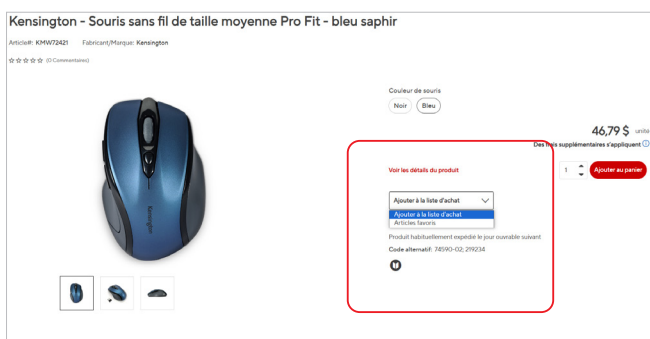 Kensington - Souris sans fil de taille moyenne Pro Fit - bleu saphir
Article#: KMW72421 Fabricant/Marque: Kensington
(0 Commentaires)
Couleur de souris
Noir Bleu
46,79 $ unité
Des frais supplémentaires s'appliquent
Voir les détails du produit
1 Ajouter au panier
Ajouter à la liste d'achat
Ajouter à la liste d'achat
Articles favoris
Produit habituellement expédié le jour ouvrable suivant
Code alternatif: 74590-02; 219234
Kensington